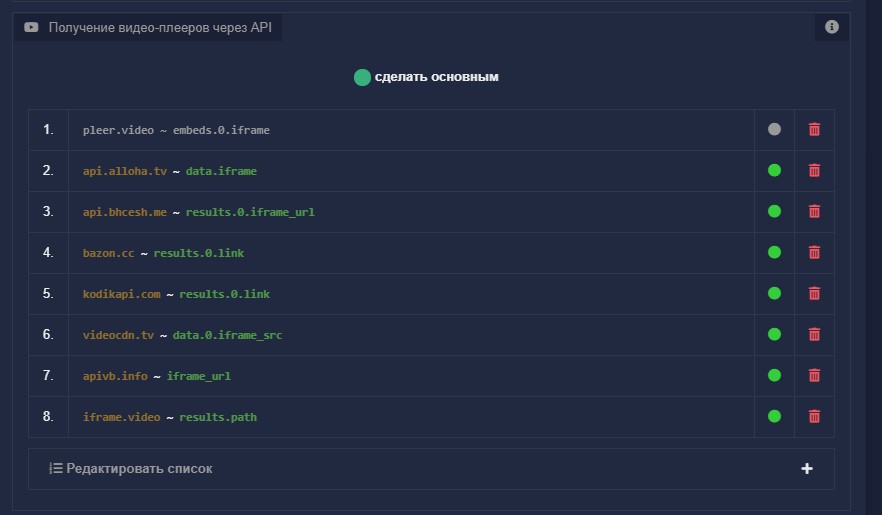 Получение видео-плееров через API
сделать основным
1. pleer.video ~ embeds.0.iframe
2. api.alloha.tv ~ data.iframe
3. api.bhcesh.me ~ results.0.iframe_url
4. bazon.cc ~ results.0.link
5. kodikapi.com ~ results.0.link
6. videocdn.tv ~ data.0.iframe_src
7. apivb.info ~ iframe_url
8. iframe.video ~ results.path
Редактировать список